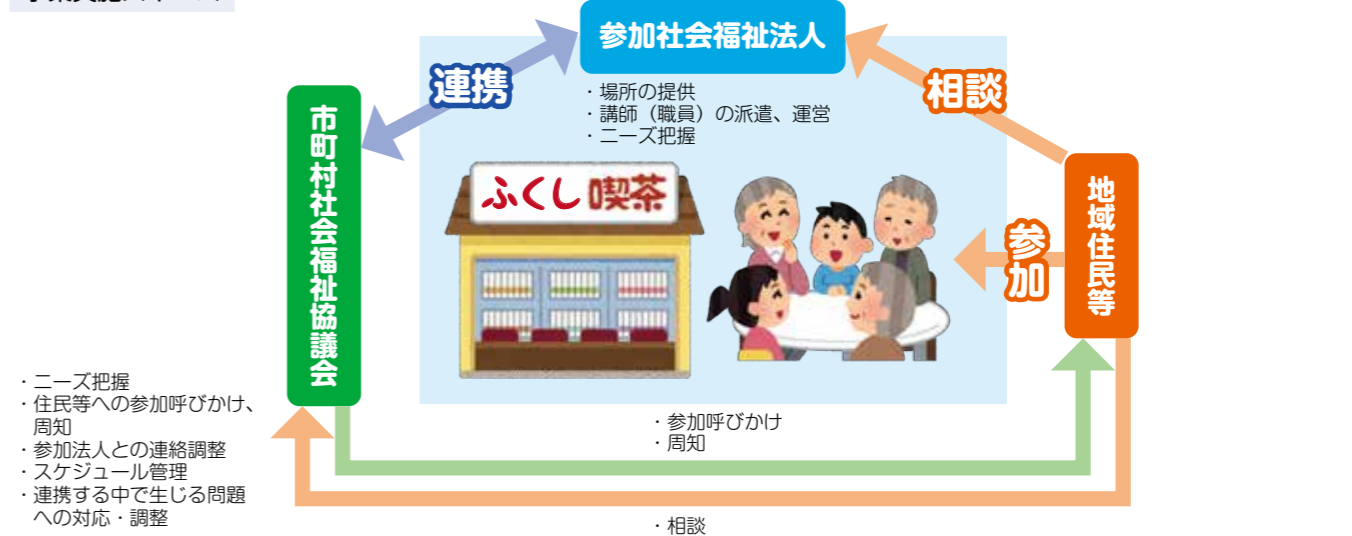 参加社会福祉法人
連携
相談
・場所の提供
・講師（職員）の派遣、運営
・ニーズ把握
市町村社会福祉協議会
ふくし喫茶
地域住民等
参加
・ニーズ把握
・住民等への参加呼びかけ、
周知
・参加法人との連絡調整
・スケジュール管理
・連携する中で生じる問題
への対応・調整
・参加呼びかけ
・周知
・相談